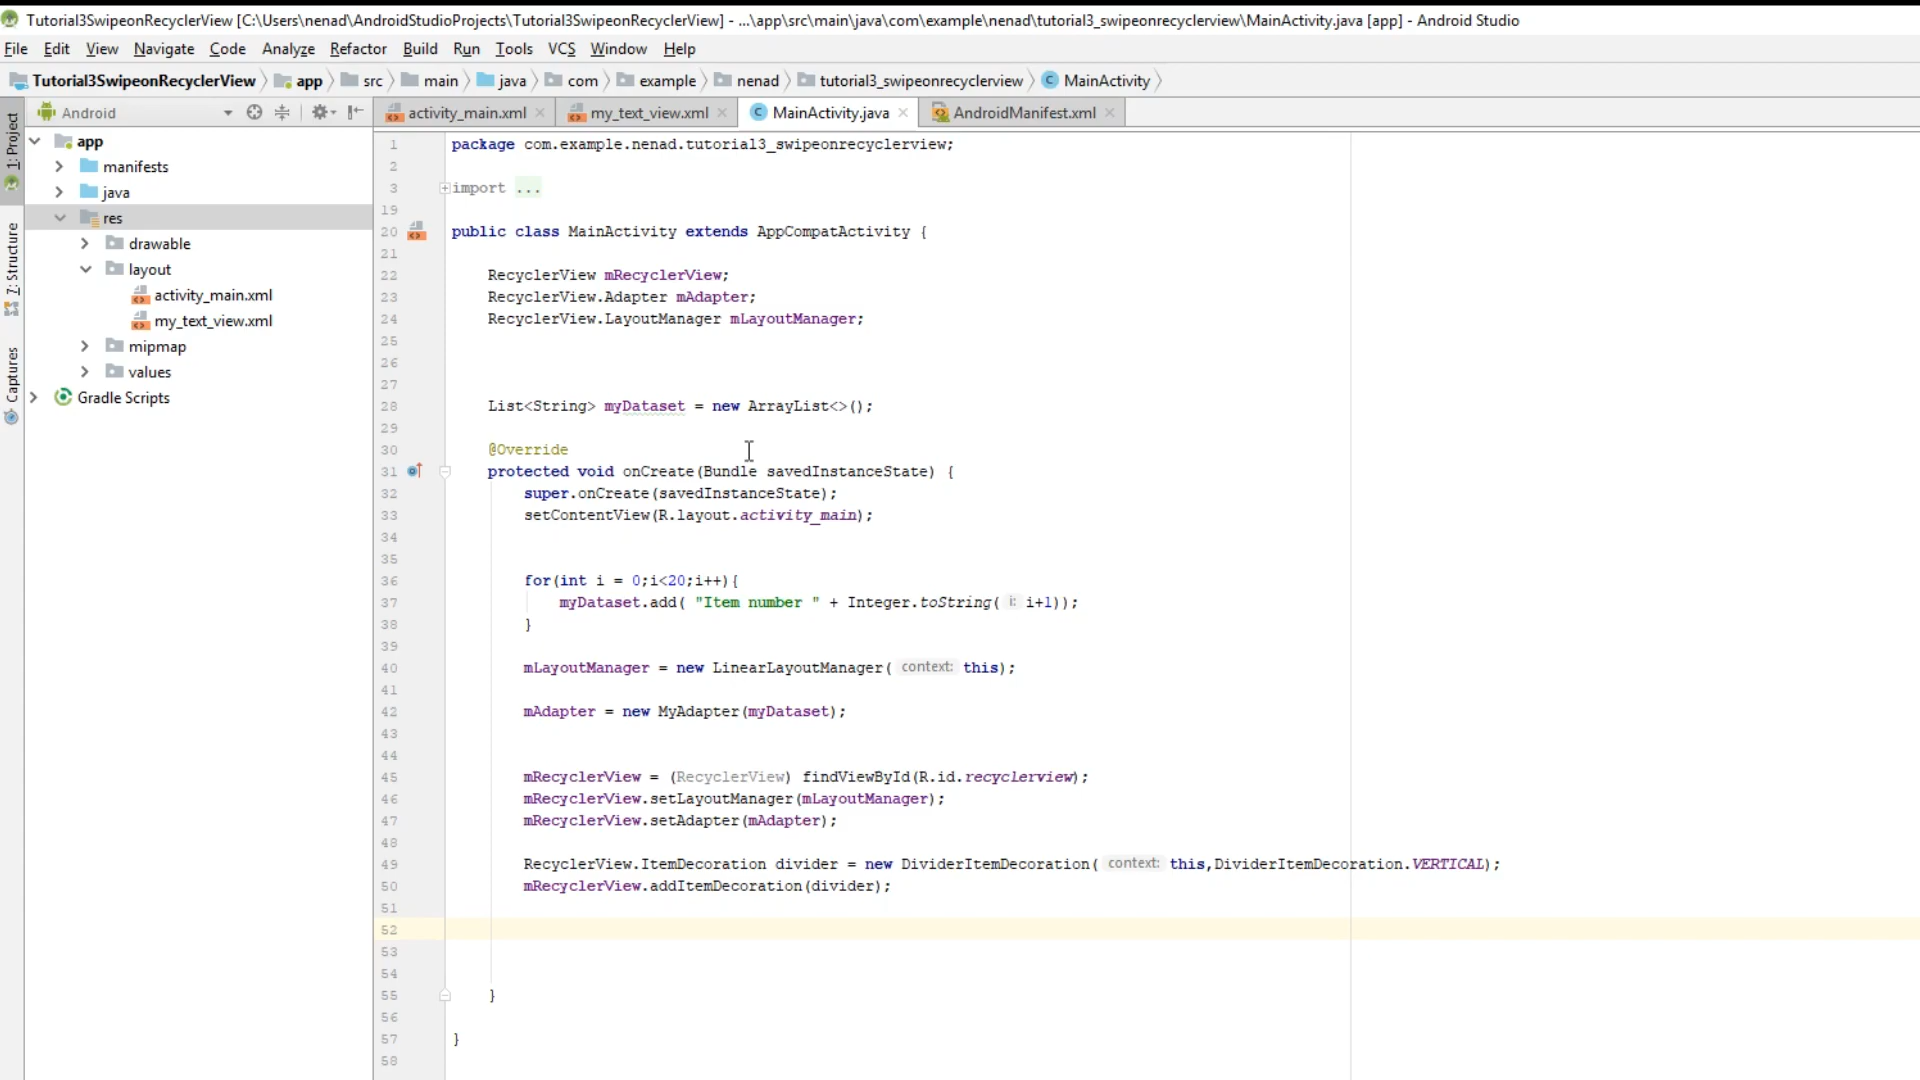 Tutorial3SwipeonRecyclerView [C:\Users\nenad\AndroidStudioProjects\Tutorial3SwipeonRecyclerView] - ...\app\src\main\java\com\example\nenad\tutorial3_swipeonrecyclerview\MainActivity.java [app] - Android Studio
File Edit View Navigate Code Analyze Refactor Build Run Tools VCS Window Help
Tutorial3SwipeonRecyclerView app src main java com example nenad tutorial3_swipeonrecyclerview MainActivity
Android
activity_main.xml my_text_view.xml MainActivity.java AndroidManifest.xml
1: Project
7: Structure
Captures
app
manifests
java
res
drawable
layout
activity_main.xml
my_text_view.xml
mipmap
values
Gradle Scripts
1 package com.example.nenad.tutorial3_swipeonrecyclerview;
2
3 import ...
19
20 public class MainActivity extends AppCompatActivity {
21
22 RecyclerView mRecyclerView;
23 RecyclerView.Adapter mAdapter;
24 RecyclerView.LayoutManager mLayoutManager;
25
26
27
28 List<String> myDataset = new ArrayList<>();
29
30 @Override
31 protected void onCreate(Bundle savedInstanceState) {
32 super.onCreate(savedInstanceState);
33 setContentView(R.layout.activity_main);
34
35
36 for(int i = 0;i<20;i++){
37 myDataset.add( "Item number " + Integer.toString( i: i+1));
38 }
39
40 mLayoutManager = new LinearLayoutManager( context: this);
41
42 mAdapter = new MyAdapter(myDataset);
43
44
45 mRecyclerView = (RecyclerView) findViewById(R.id.recyclerview);
46 mRecyclerView.setLayoutManager(mLayoutManager);
47 mRecyclerView.setAdapter(mAdapter);
48
49 RecyclerView.ItemDecoration divider = new DividerItemDecoration( context: this,DividerItemDecoration.VERTICAL);
50 mRecyclerView.addItemDecoration(divider);
51
52
53
54
55 }
56
57 }
58